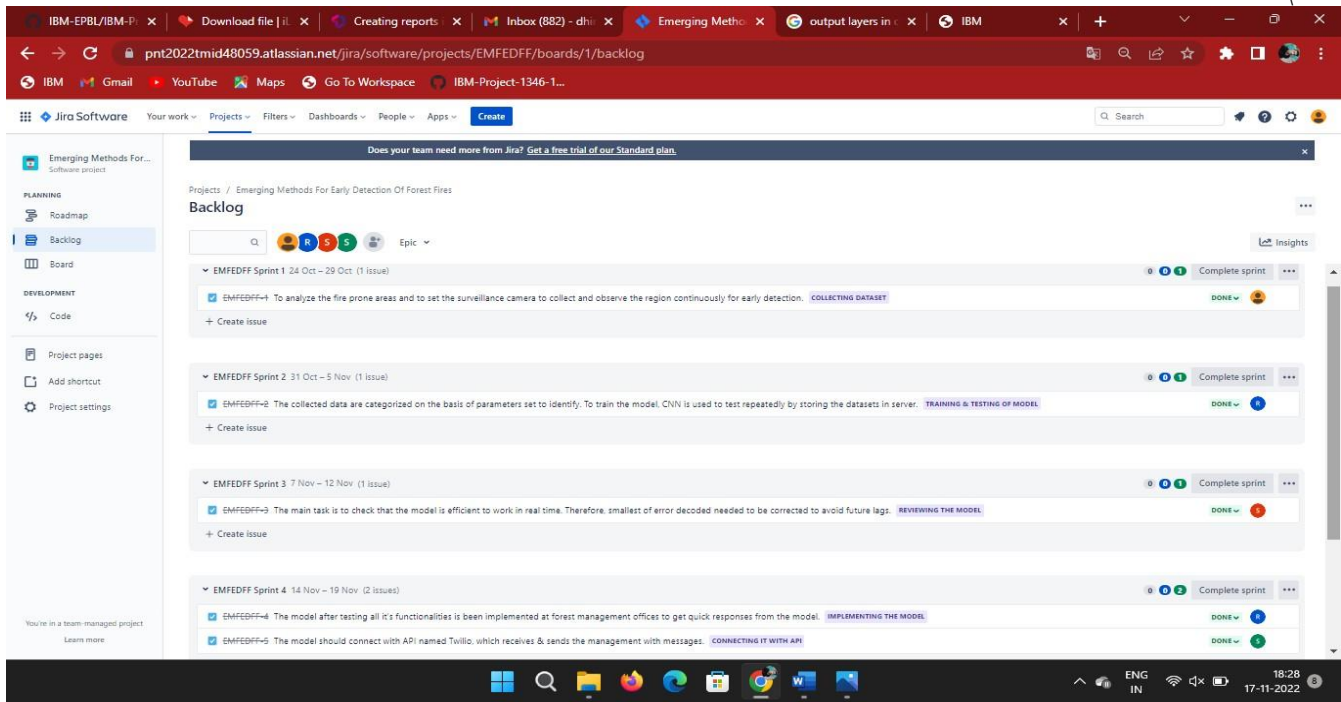 IBM-EPBL/IBM-Pr
Download file | iL
Creating reports
Inbox (882) - dhi
Emerging Metho
output layers in
IBM
pnt2022tmid48059.atlassian.net/jira/software/projects/EMFEDFF/boards/1/backlog
IBM Gmail YouTube Maps Go To Workspace IBM-Project-1346-1...
Jira Software Your work Projects Filters Dashboards People Apps Create Search
Does your team need more from Jira? Get a free trial of our Standard plan.
Emerging Methods For...
Software project
PLANNING
Roadmap
Backlog
Board
DEVELOPMENT
Code
Project pages
Add shortcut
Project settings
You're in a team-managed project
Learn more
Projects / Emerging Methods For Early Detection Of Forest Fires
Backlog
R S S Epic Insights
EMFEDFF Sprint 1 24 Oct – 29 Oct (1 issue) 0 0 1 Complete sprint
EMFEDFF-1 To analyze the fire prone areas and to set the surveillance camera to collect and observe the region continuously for early detection. COLLECTING DATASET DONE
+ Create issue
EMFEDFF Sprint 2 31 Oct – 5 Nov (1 issue) 0 0 1 Complete sprint
EMFEDFF-2 The collected data are categorized on the basis of parameters set to identify. To train the model, CNN is used to test repeatedly by storing the datasets in server. TRAINING & TESTING OF MODEL DONE R
+ Create issue
EMFEDFF Sprint 3 7 Nov – 12 Nov (1 issue) 0 0 1 Complete sprint
EMFEDFF-3 The main task is to check that the model is efficient to work in real time. Therefore, smallest of error decoded needed to be corrected to avoid future lags. REVIEWING THE MODEL DONE S
+ Create issue
EMFEDFF Sprint 4 14 Nov – 19 Nov (2 issues) 0 0 2 Complete sprint
EMFEDFF-4 The model after testing all it's functionalities is been implemented at forest management offices to get quick responses from the model. IMPLEMENTING THE MODEL DONE R
EMFEDFF-5 The model should connect with API named Twilio, which receives & sends the management with messages. CONNECTING IT WITH API DONE S
ENG
IN
18:28
17-11-2022
8